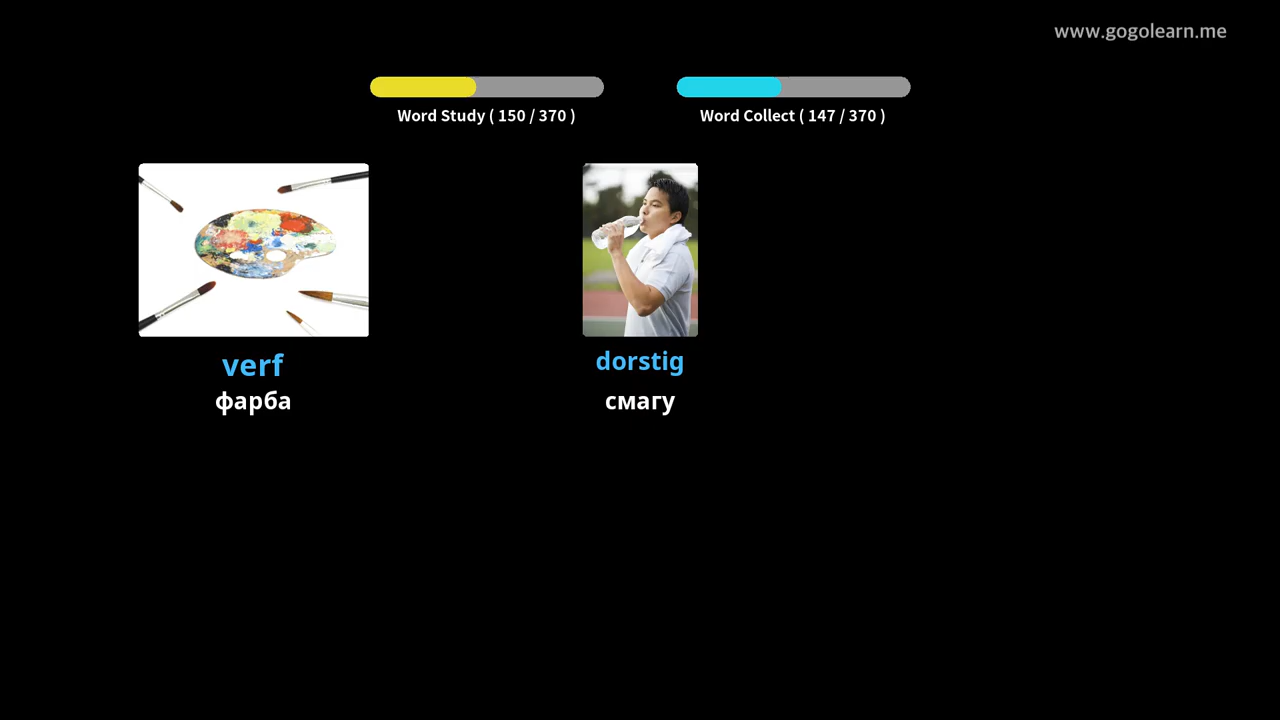 www.gogolearn.me
Word Study ( 150 / 370 )
Word Collect ( 147 / 370 )
verf
фарба
dorstig
смагу